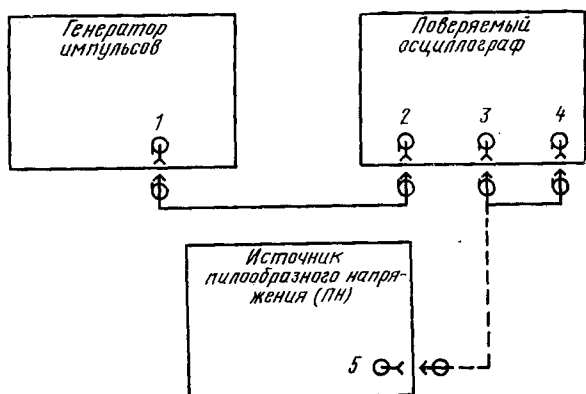 Генератор
импульсов
1
Поверяемый
осциллограф
2 3 4
Источник
пилообразного напря-
жения (ПН)
5